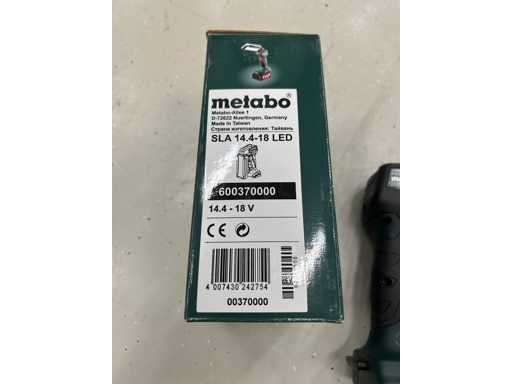 metabo
Metabo-Allee 1
D-72622 Nuertingen, Germany
Made in Taiwan
Страна изготовления: Тайвань
SLA 14.4-18 LED
600370000
14.4 - 18 V
CE
4 007430 242754
00370000